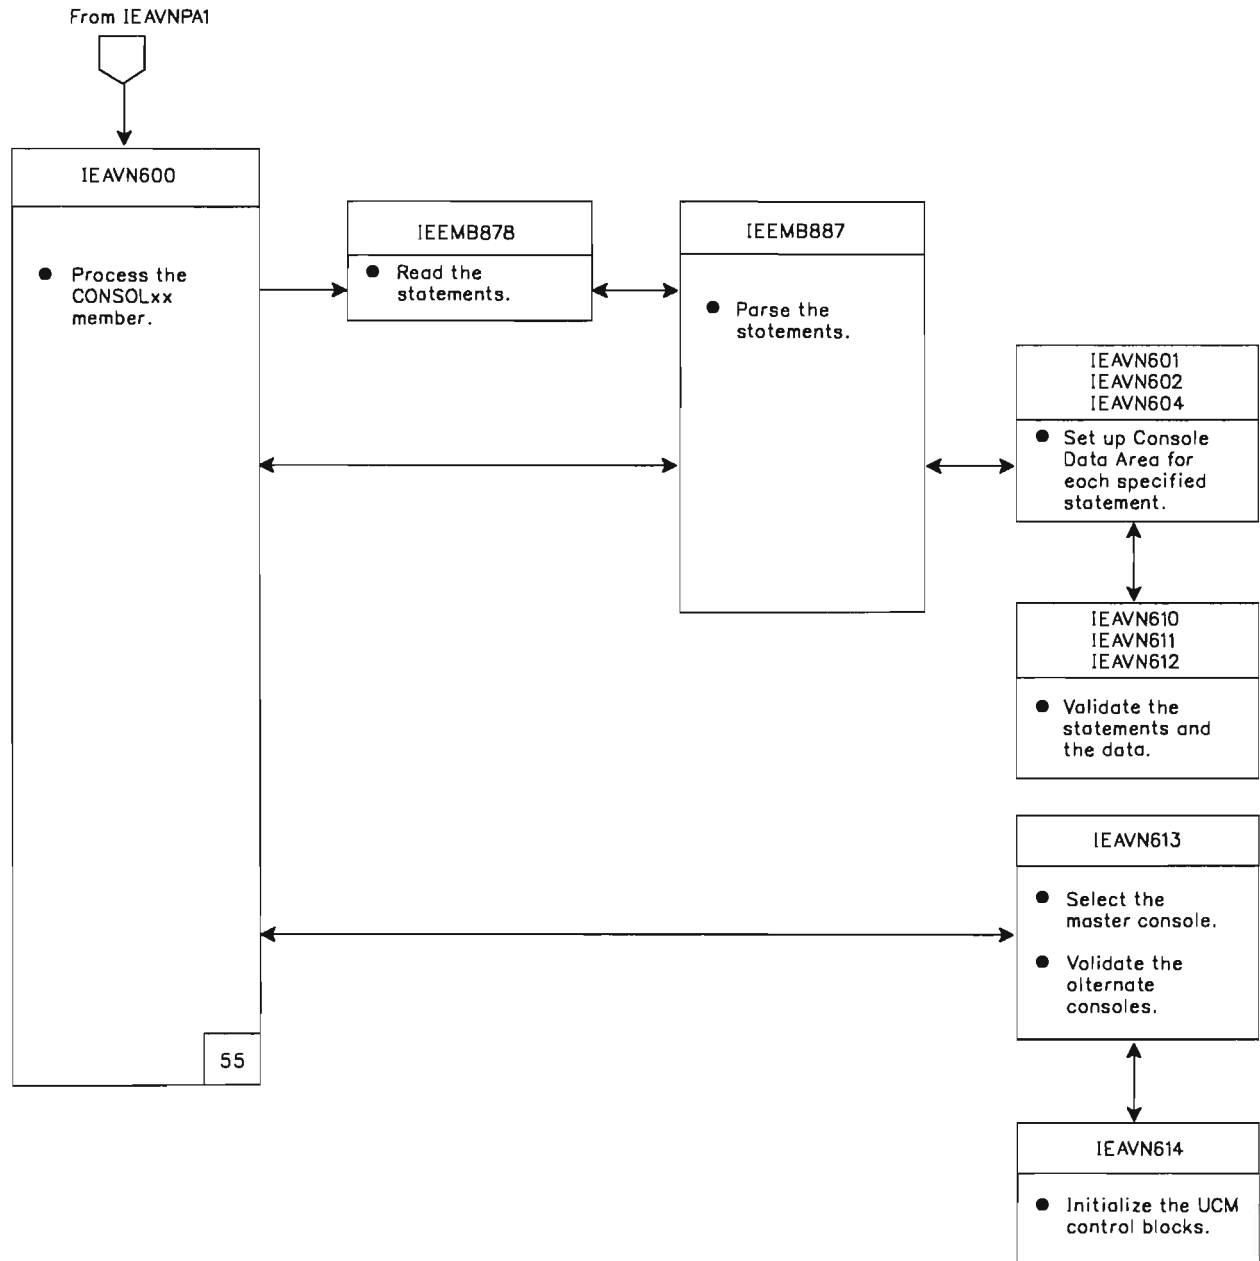 From IEAVNPA1
IEAVN600
● Process the
CONSOLxx
member.
55
IEEMB878
● Read the
statements.
IEEMB887
● Parse the
statements.
IEAVN601
IEAVN602
IEAVN604
● Set up Console
Data Area for
each specified
statement.
IEAVN610
IEAVN611
IEAVN612
● Validate the
statements and
the data.
IEAVN613
● Select the
master console.
● Validate the
alternate
consoles.
IEAVN614
● Initialize the UCM
control blocks.